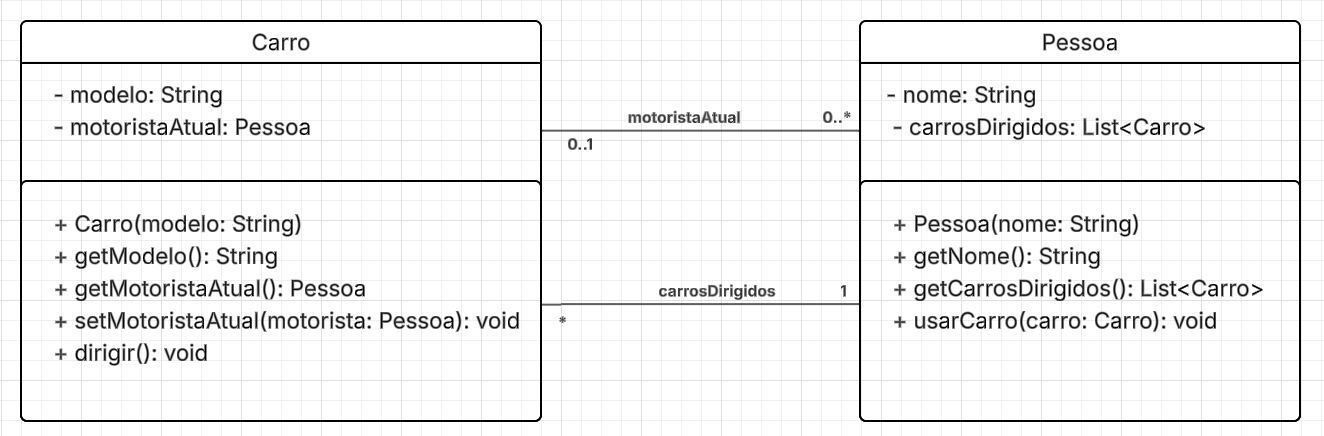 Carro
- modelo: String
- motoristaAtual: Pessoa
+ Carro(modelo: String)
+ getModelo(): String
+ getMotoristaAtual(): Pessoa
+ setMotoristaAtual(motorista: Pessoa): void
+ dirigir(): void
motoristaAtual
0..*
0..1
carrosDirigidos
1
*
Pessoa
- nome: String
- carrosDirigidos: List<Carro>
+ Pessoa(nome: String)
+ getNome(): String
+ getCarrosDirigidos(): List<Carro>
+ usarCarro(carro: Carro): void